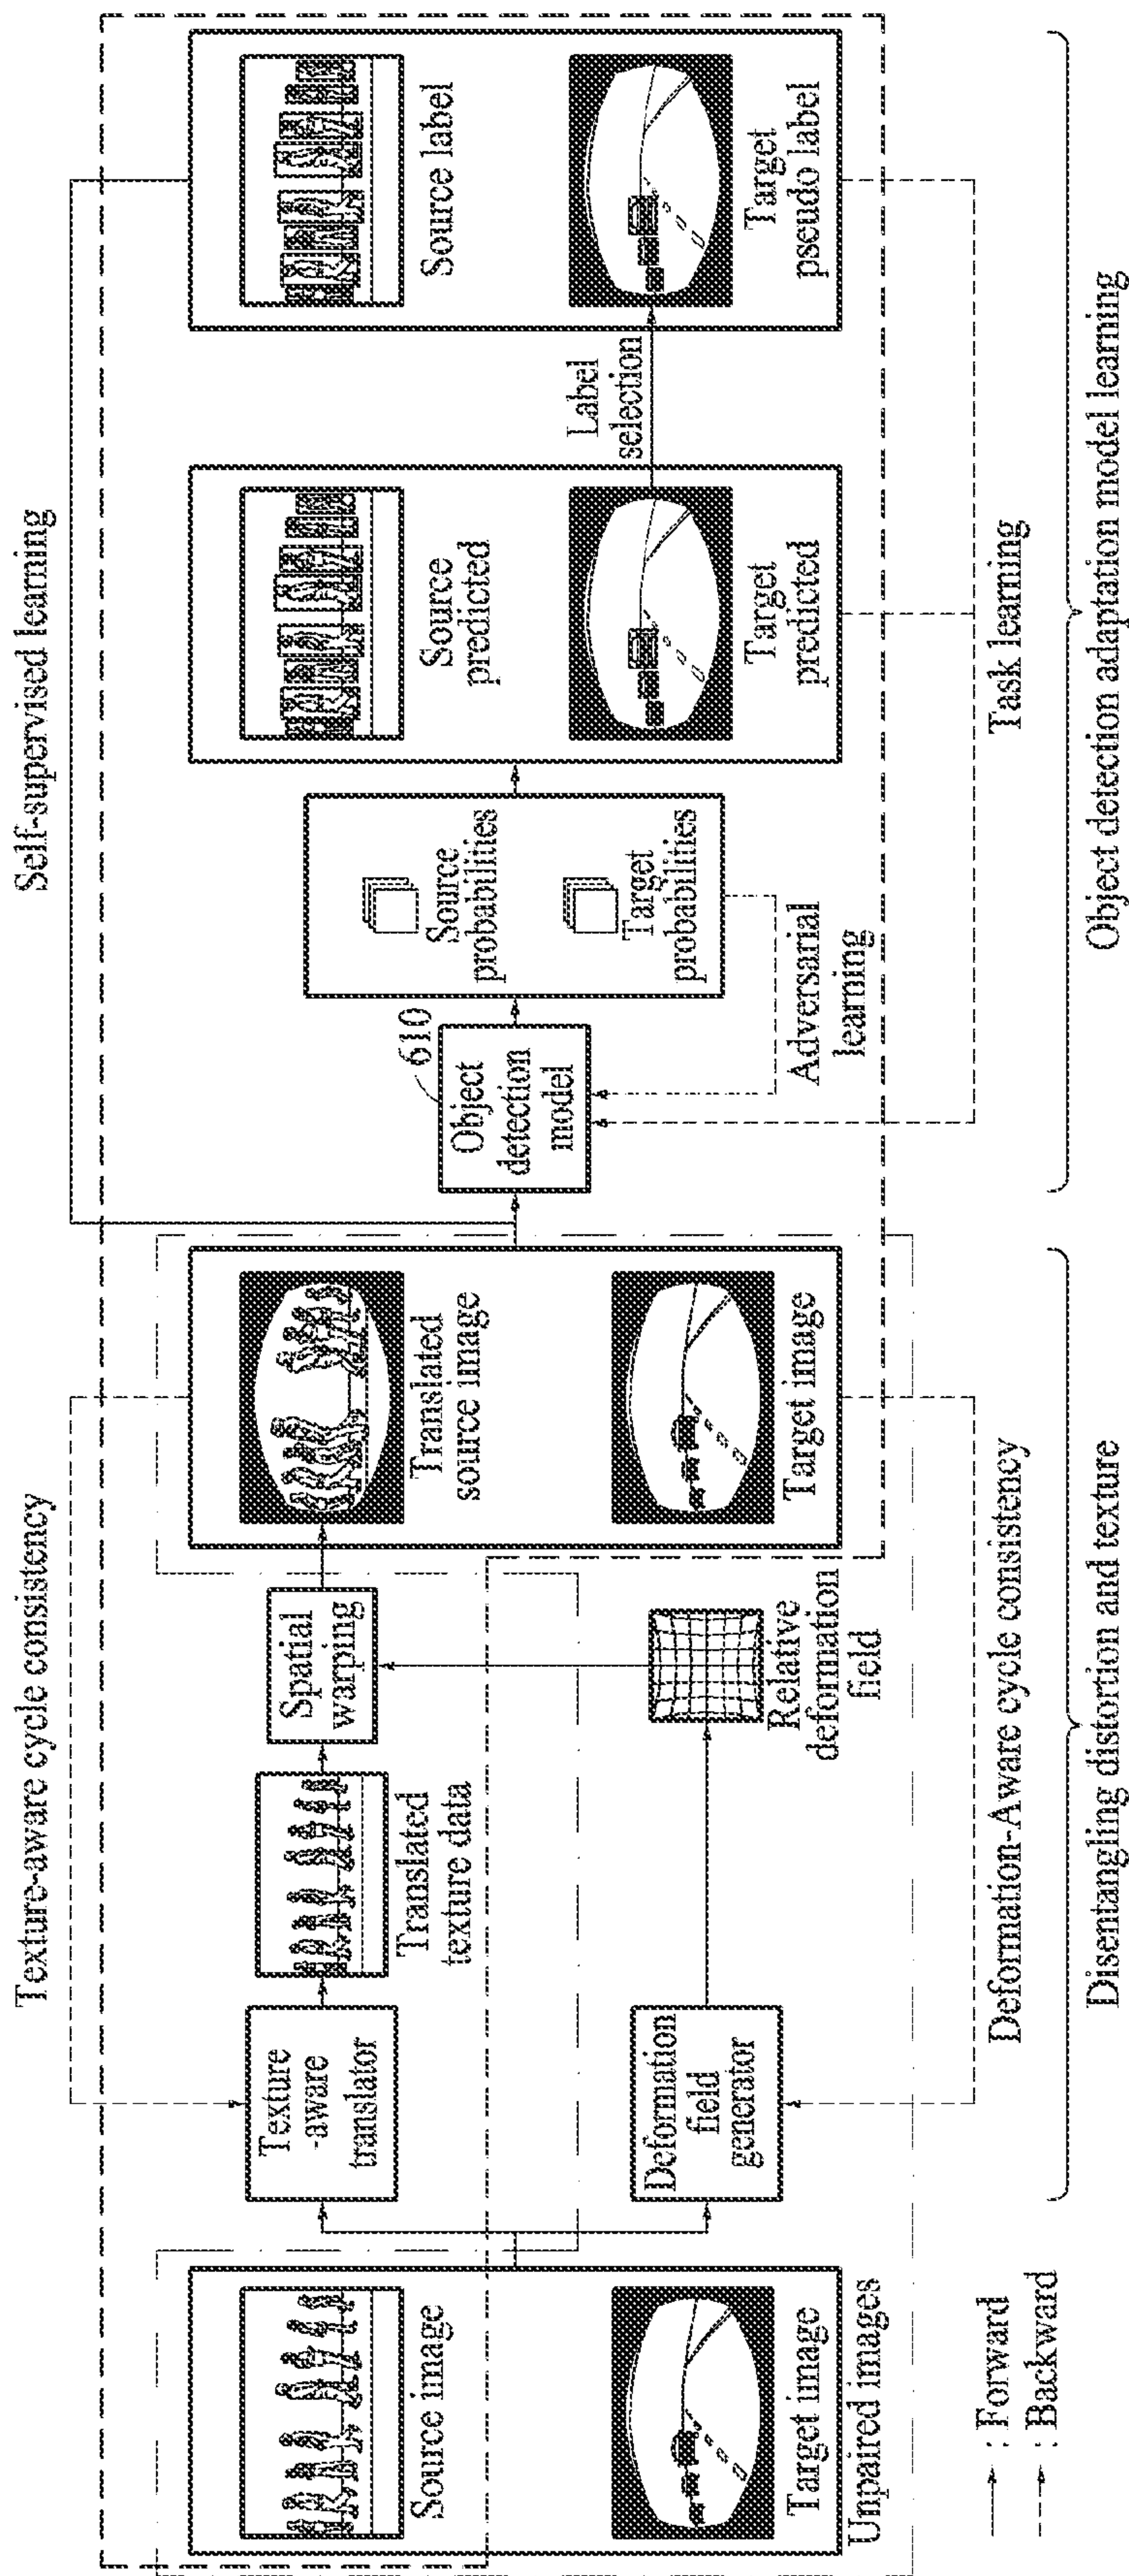 Texture-aware cycle consistency
Self-supervised learning
Source image
Target image
Unpaired images
Texture
-aware
translator
Deformation
field
generator
Translated
texture data
Spatial
warping
Relative
deformation
field
Translated
source image
Target image
Object
detection
model
610
Source
probabilities
Target
probabilities
Adversarial
learning
Source
predicted
Target
predicted
Label
selection
Source label
Target
pseudo label
Deformation-Aware cycle consistency
Task learning
Disentangling distortion and texture
Object detection adaptation model learning
: Forward
: Backward